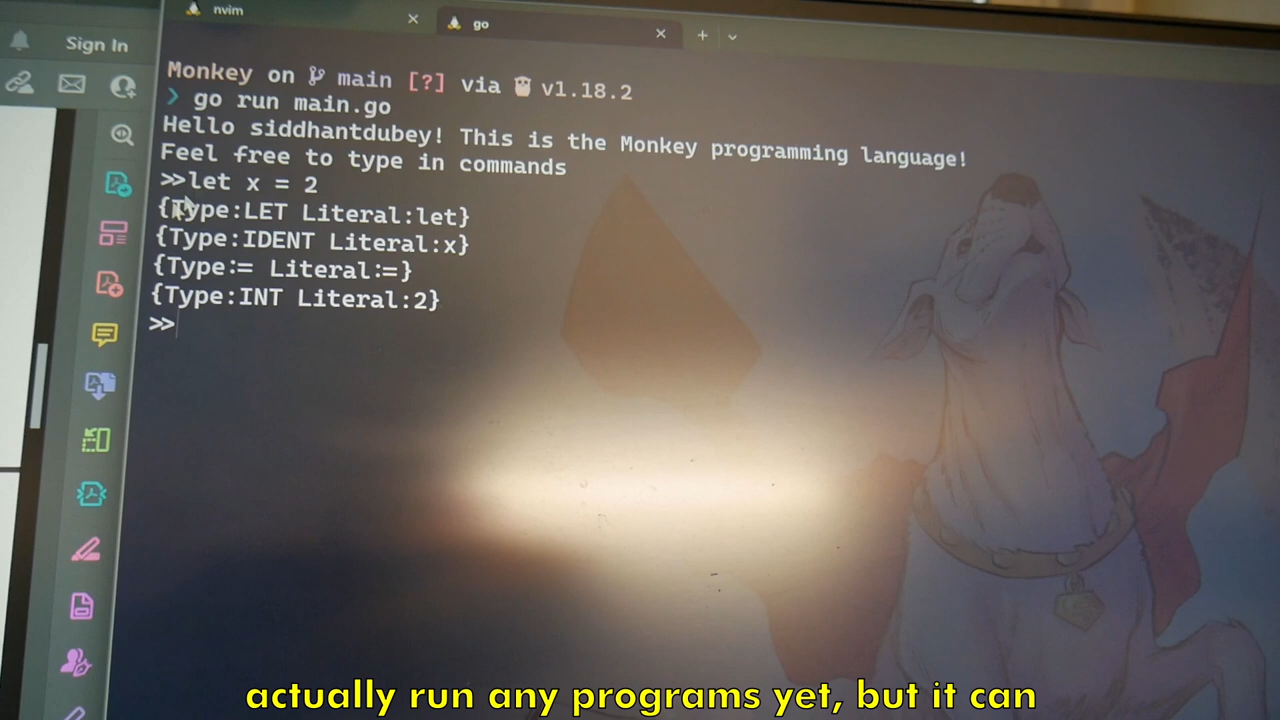 nvim
go
Sign In
Monkey on main [?] via v1.18.2
❯ go run main.go
Hello siddhantdubey! This is the Monkey programming language!
Feel free to type in commands
>>let x = 2
{Type:LET Literal:let}
{Type:IDENT Literal:x}
{Type:= Literal:=}
{Type:INT Literal:2}
>>
actually run any programs yet, but it can